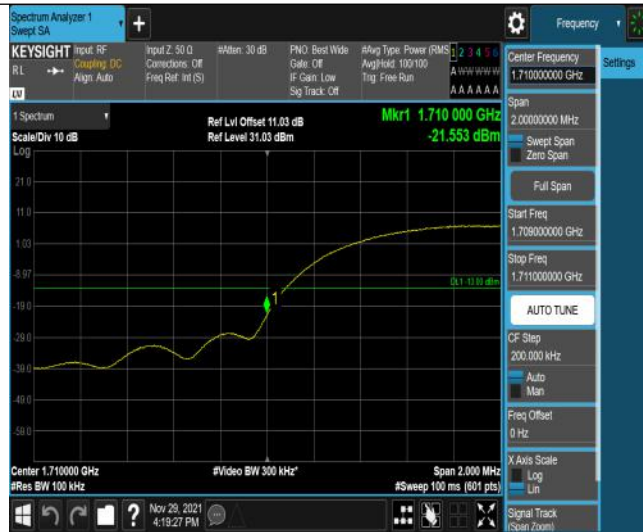 Spectrum Analyzer 1
Swept SA
+
Frequency
KEYSIGHT
RL
LXI
Input: RF
Coupling: DC
Align: Auto
Input Z: 50 Ω
Corrections: Off
Freq Ref: Int (S)
#Atten: 30 dB
PNO: Best Wide
Gate: Off
IF Gain: Low
Sig Track: Off
#Avg Type: Power (RMS
Avg|Hold: 100/100
Trig: Free Run
1 2 3 4 5 6
A W W W W W
A A A A A A
Center Frequency
1.710000000 GHz
Settings
Span
2.00000000 MHz
Swept Span
Zero Span
Full Span
Start Freq
1.709000000 GHz
Stop Freq
1.711000000 GHz
AUTO TUNE
CF Step
200.000 kHz
Auto
Man
Freq Offset
0 Hz
X Axis Scale
Log
Lin
Signal Track
(Span Zoom)
1 Spectrum
Scale/Div 10 dB
Ref Lvl Offset 11.03 dB
Ref Level 31.03 dBm
Mkr1 1.710 000 GHz
-21.553 dBm
Log
21.0
11.0
1.03
-8.97
DL1 -13.00 dBm
1
-19.0
-29.0
-39.0
-49.0
-59.0
Center 1.710000 GHz
#Video BW 300 kHz*
Span 2.000 MHz
#Res BW 100 kHz
#Sweep 100 ms (601 pts)
?
Nov 29, 2021
4:19:27 PM